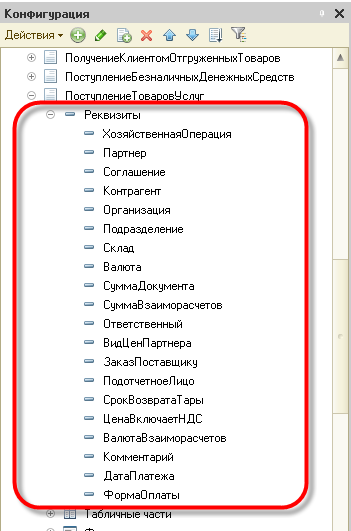 Конфигурация
Действия
ПолучениеКлиентомОтгруженныхТоваров
ПоступлениеБезналичныхДенежныхСредств
ПоступлениеТоваровУслуг
Реквизиты
ХозяйственнаяОперация
Партнер
Соглашение
Контрагент
Организация
Подразделение
Склад
Валюта
СуммаДокумента
СуммаВзаиморасчетов
Ответственный
ВидЦенПартнера
ЗаказПоставщику
ПодотчетноеЛицо
СрокВозвратаТары
ЦенаВключаетНДС
ВалютаВзаиморасчетов
Комментарий
ДатаПлатежа
ФормаОплаты
Табличные части